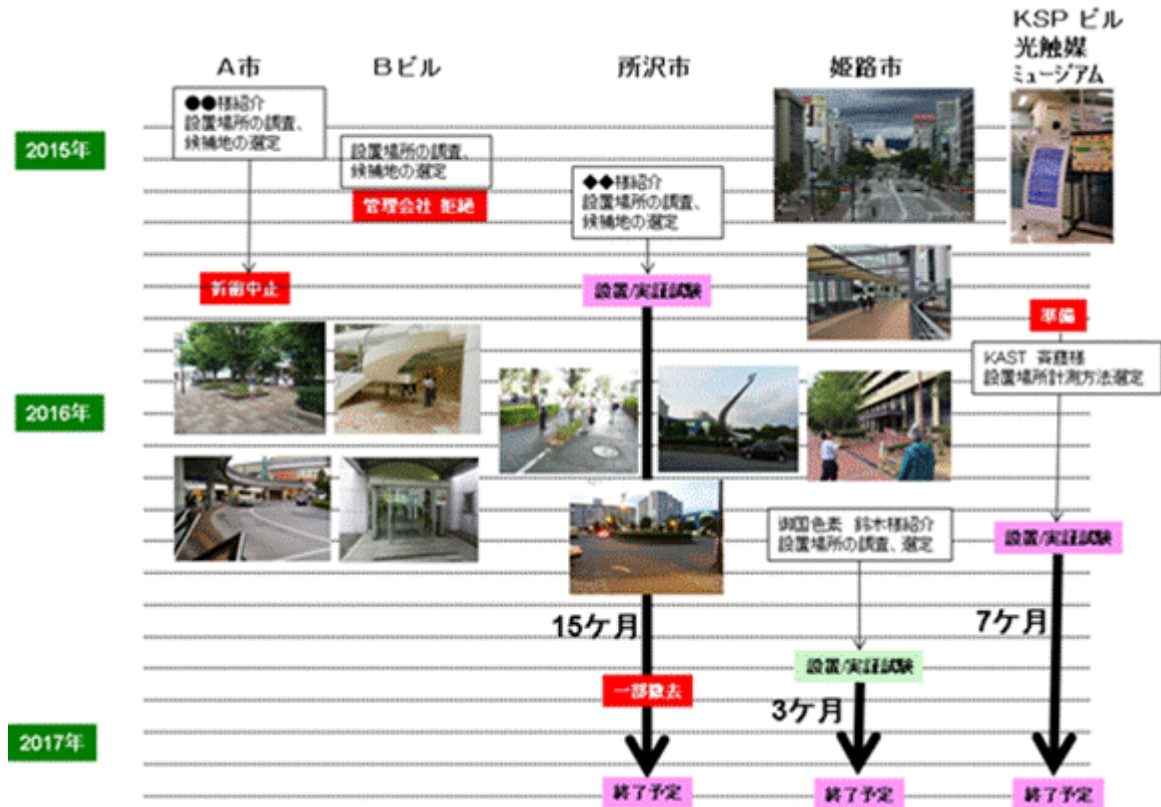 A市
Bビル
所沢市
姫路市
KSP ビル
光触媒
ミュージアム
●●様紹介
設置場所の調査、
候補地の選定
2015年
設置場所の調査、
候補地の選定
管理会社 拒絶
◆◆様紹介
設置場所の調査、
候補地の選定
設置/実証試験
準備
KAST 斉藤様
設置場所計測方法選定
2016年
御国色素 鈴木様紹介
設置場所の調査、選定
設置/実証試験
15ケ月
7ケ月
設置/実証試験
一部撤去
3ケ月
2017年
終了予定
終了予定
終了予定